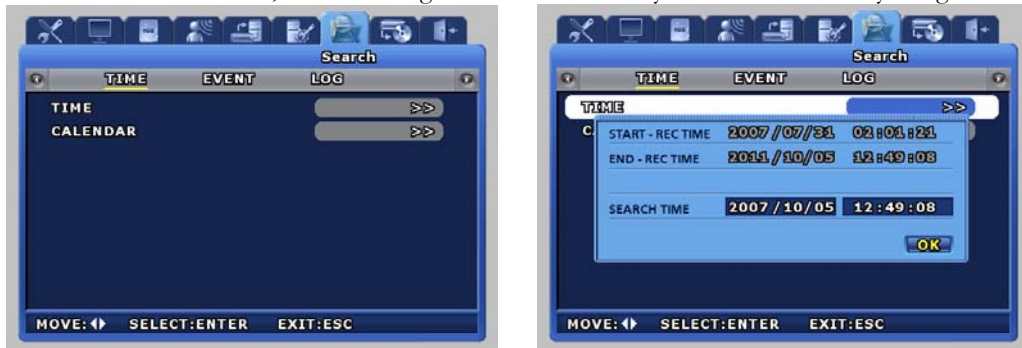 Search
TIME EVENT LOG
TIME >>
CALENDAR >>
MOVE: SELECT:ENTER EXIT:ESC
Search
TIME EVENT LOG
TIME >>
C
START - REC TIME 2007/07/31 02:01:21
END - REC TIME 2011/10/05 12:49:08
SEARCH TIME 2007/10/05 12:49:08
OK
MOVE: SELECT:ENTER EXIT:ESC